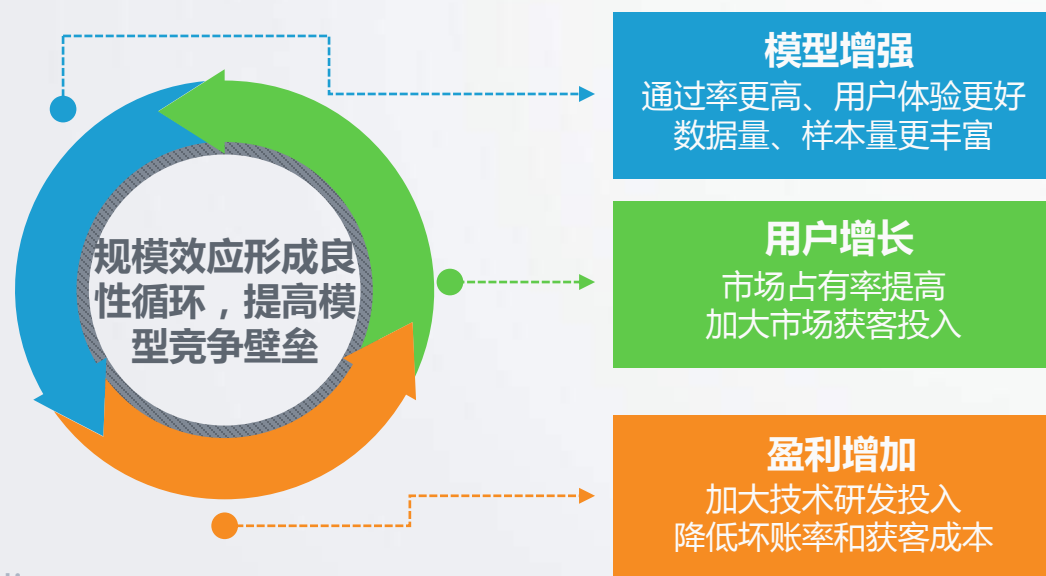 规模效应形成良
性循环，提高模
型竞争壁垒
模型增强
通过率更高、用户体验更好
数据量、样本量更丰富
用户增长
市场占有率提高
加大市场获客投入
盈利增加
加大技术研发投入
降低坏账率和获客成本